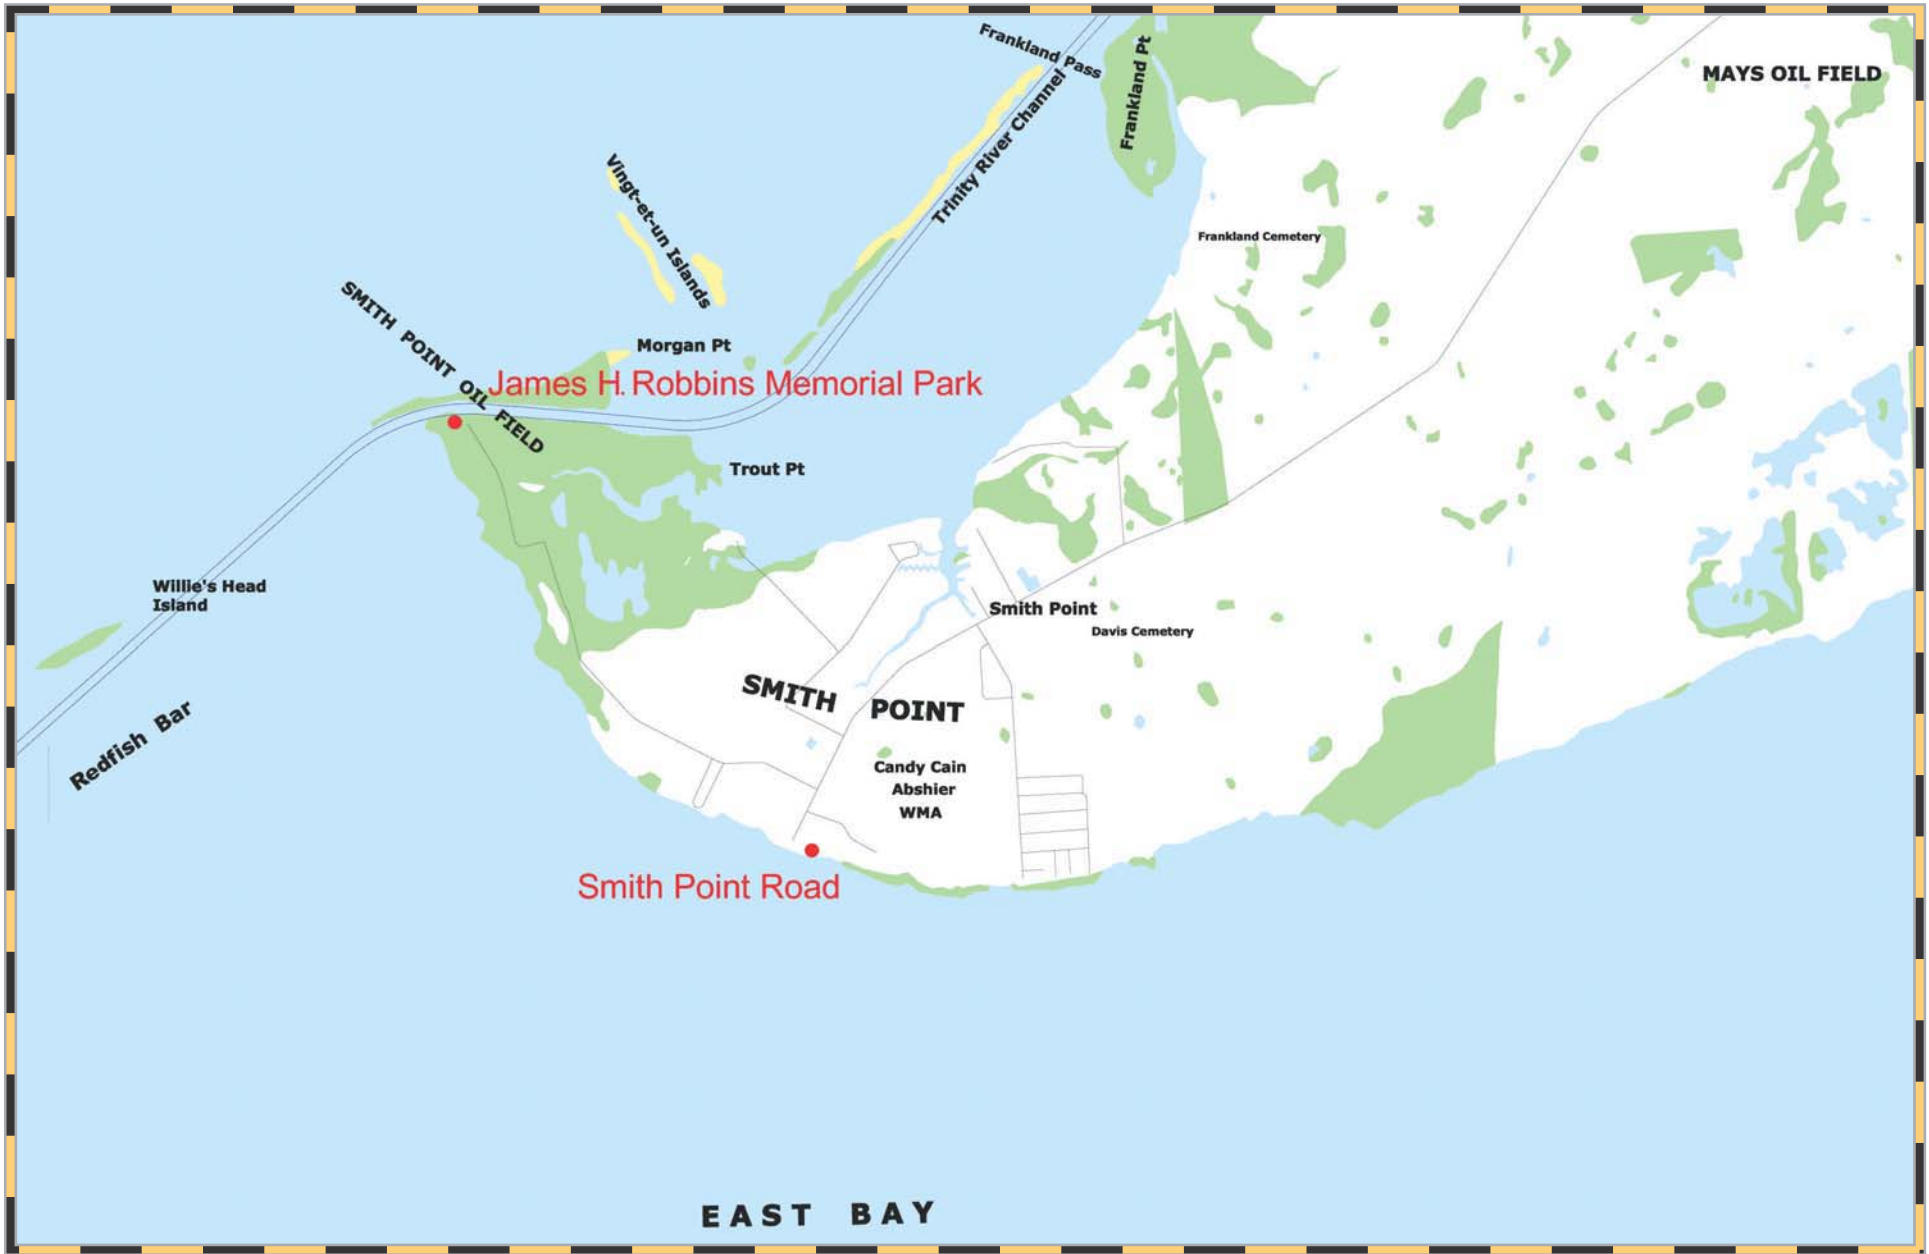 Frankland Pass
Frankland Pt
MAYS OIL FIELD
Trinity River Channel
Vingt-et-un Islands
Frankland Cemetery
SMITH POINT OIL FIELD
Morgan Pt
James H. Robbins Memorial Park
Trout Pt
Willie's Head
Island
Smith Point
Davis Cemetery
SMITH POINT
Redfish Bar
Candy Cain
Abshier
WMA
Smith Point Road
EAST BAY